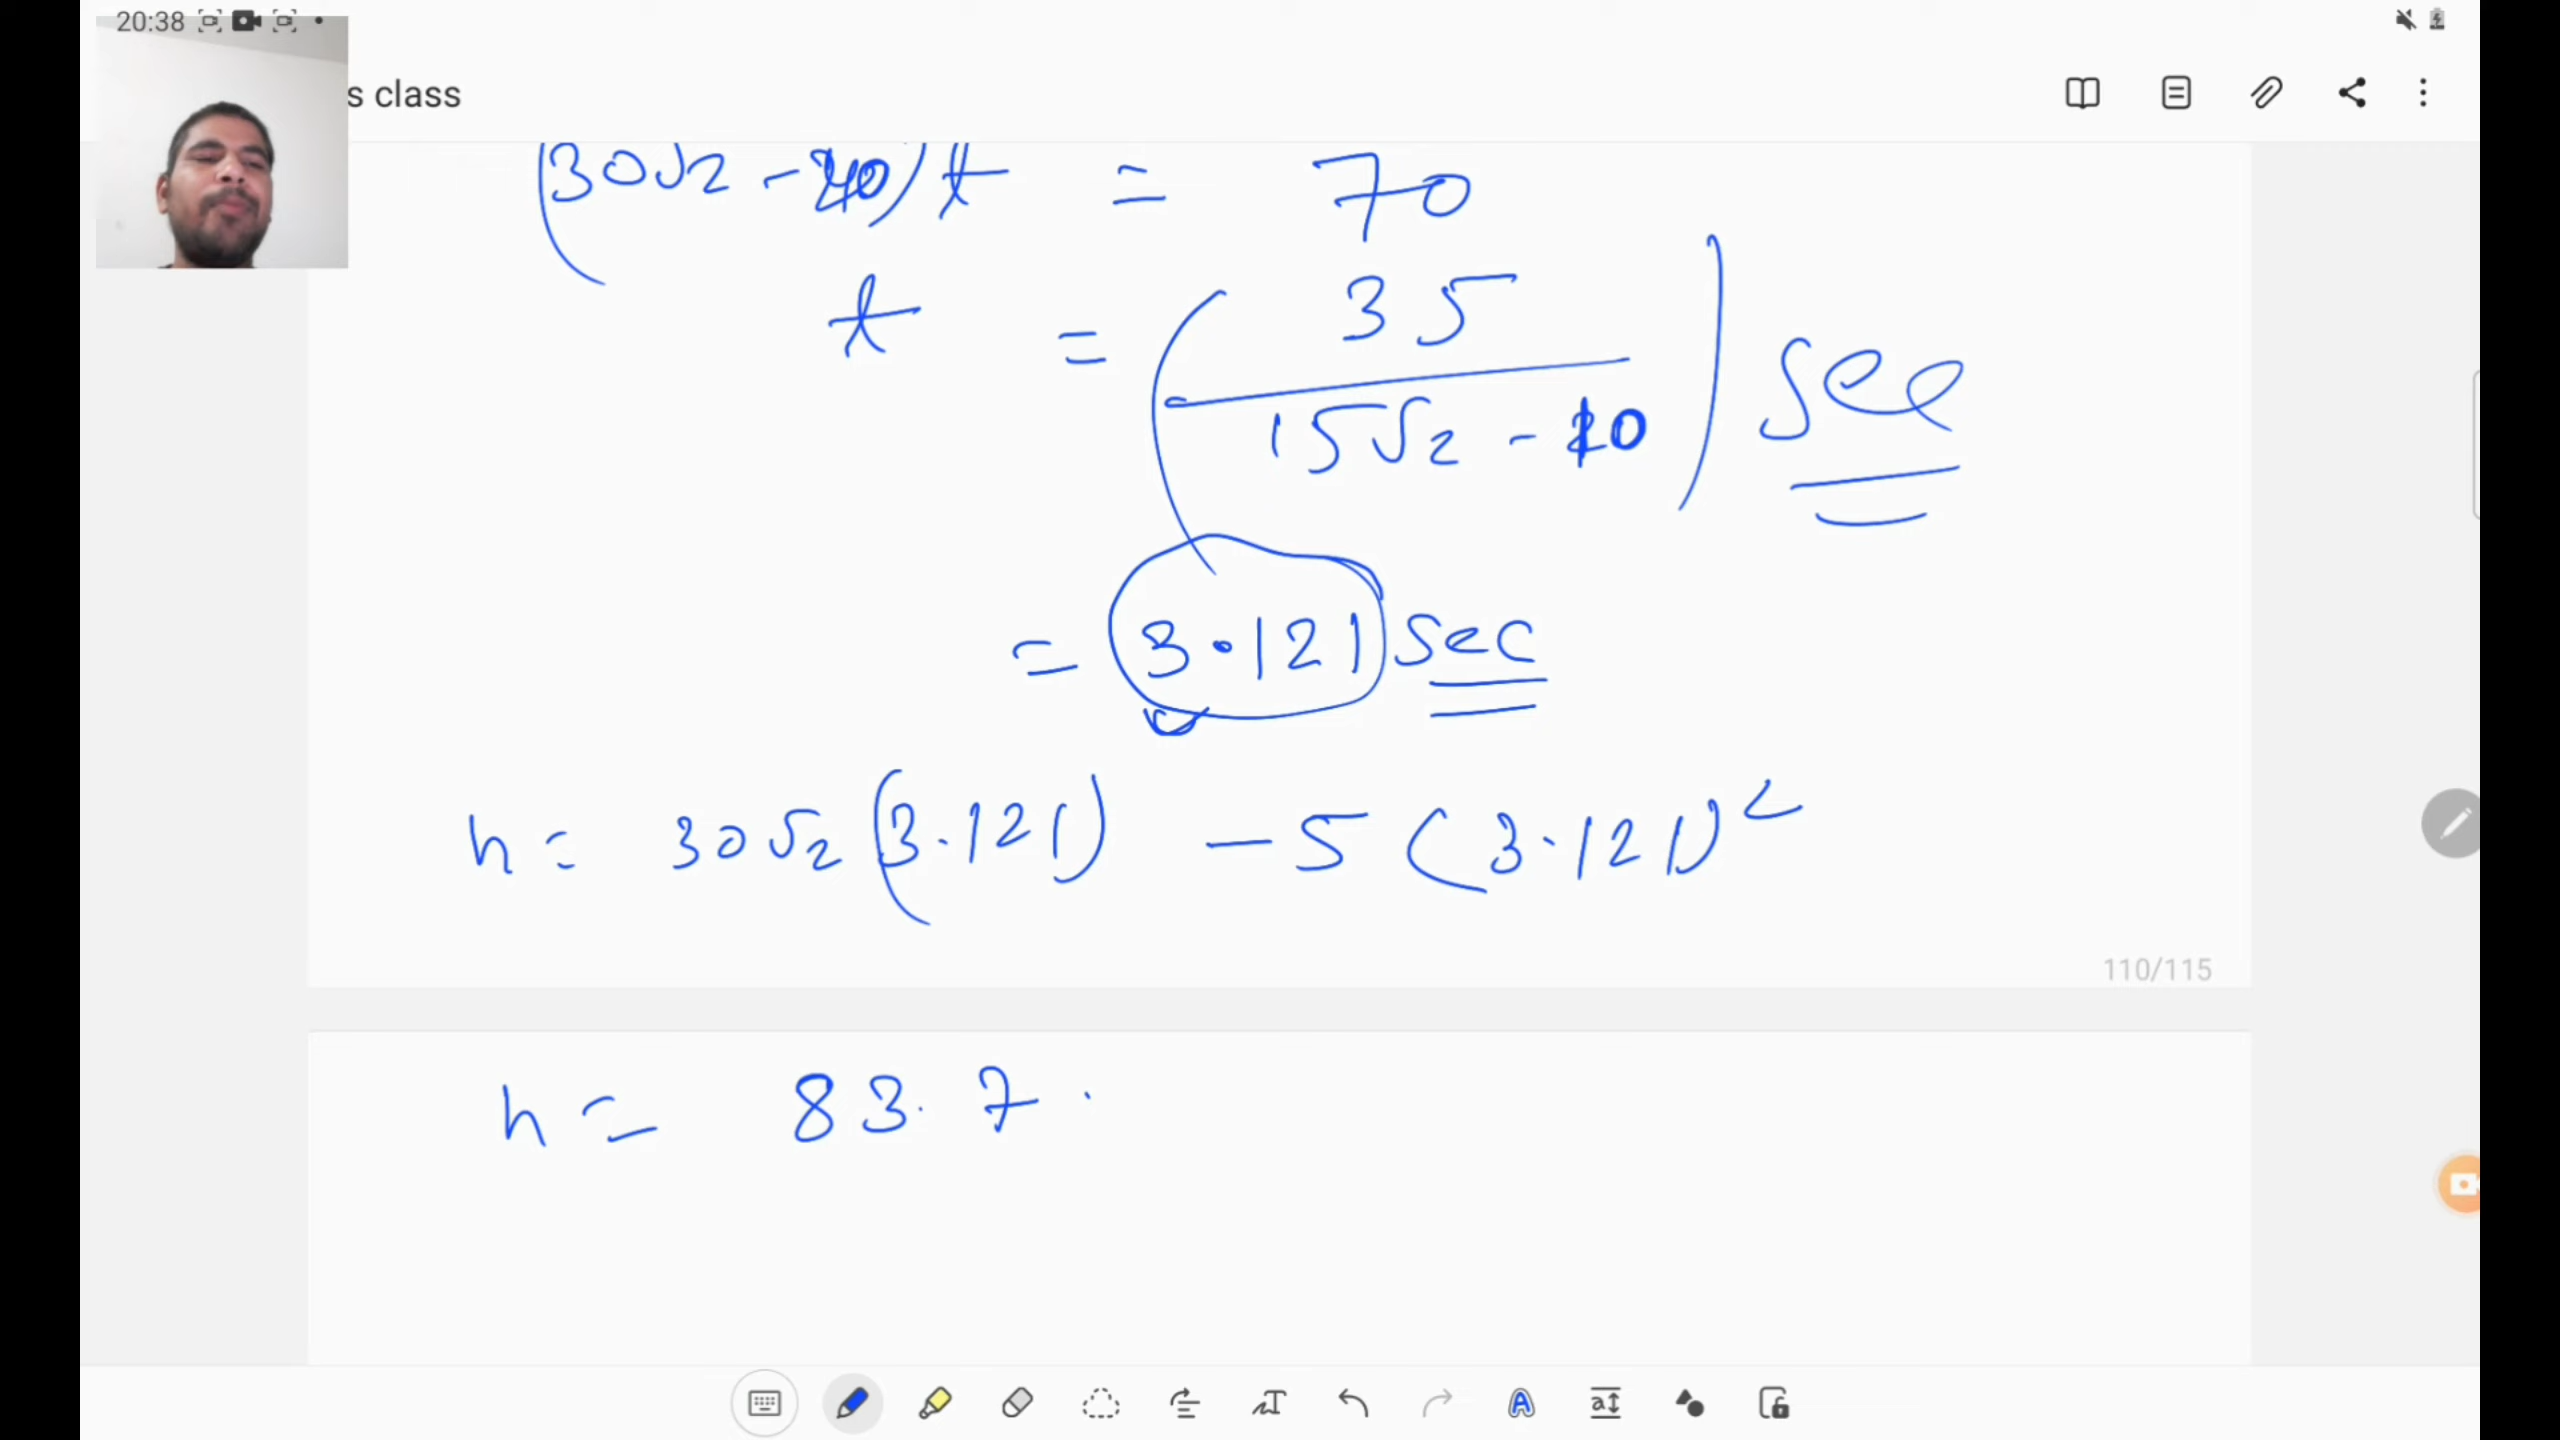 20:38
s class
(30√2 - 20)t = 70
t = (35 / 15√2 - 10) sec
= 3.121 sec
h = 30√2 (3.121) - 5 (3.121)²
110/115
h = 83.7.